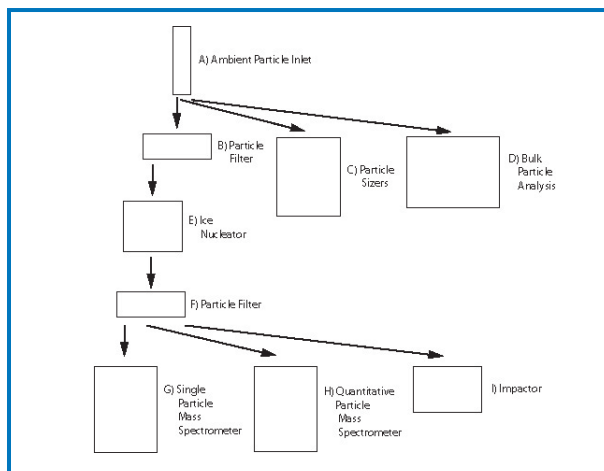 A) Ambient Particle Inlet
B) Particle
Filter
C) Particle
Sizers
D) Bulk
Particle
Analysis
E) Ice
Nucleator
F) Particle Filter
G) Single
Particle
Mass
Spectrometer
H) Quantitative
Particle
Mass
Spectrometer
I) Impactor